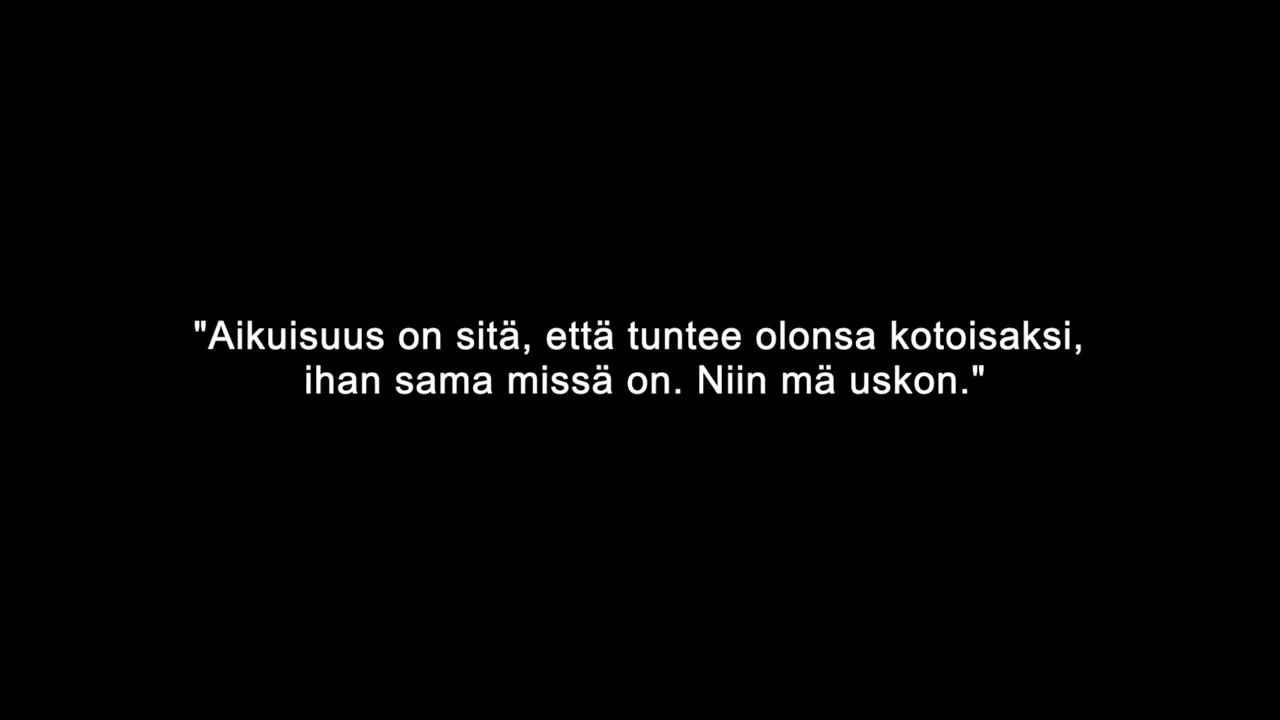 "Aikuisuus on sitä, että tuntee olonsa kotoisaksi,
ihan sama missä on. Niin mä uskon."